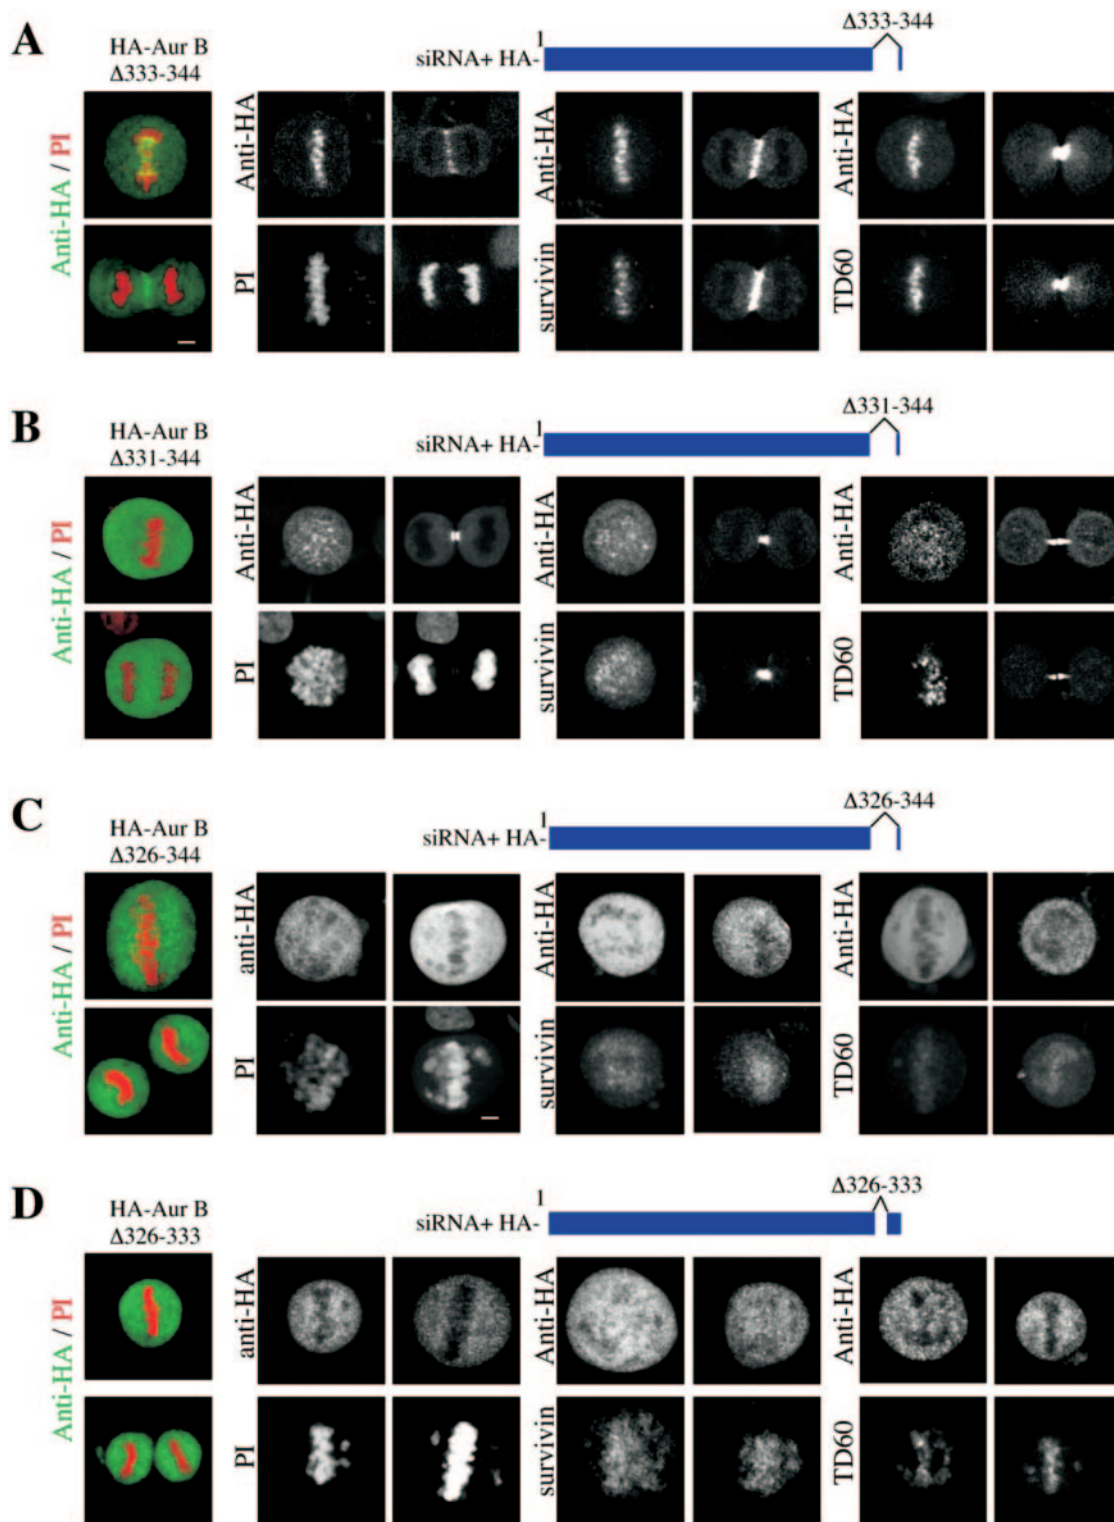 A
HA-Aur B
Δ333-344
1
Δ333-344
siRNA+ HA-
Anti-HA / PI
Anti-HA
PI
Anti-HA
survivin
Anti-HA
TD60
B
HA-Aur B
Δ331-344
1
Δ331-344
siRNA+ HA-
Anti-HA / PI
Anti-HA
PI
Anti-HA
survivin
Anti-HA
TD60
C
HA-Aur B
Δ326-344
1
Δ326-344
siRNA+ HA-
Anti-HA / PI
anti-HA
PI
Anti-HA
survivin
Anti-HA
TD60
D
HA-Aur B
Δ326-333
1
Δ326-333
siRNA+ HA-
Anti-HA / PI
anti-HA
PI
Anti-HA
survivin
Anti-HA
TD60